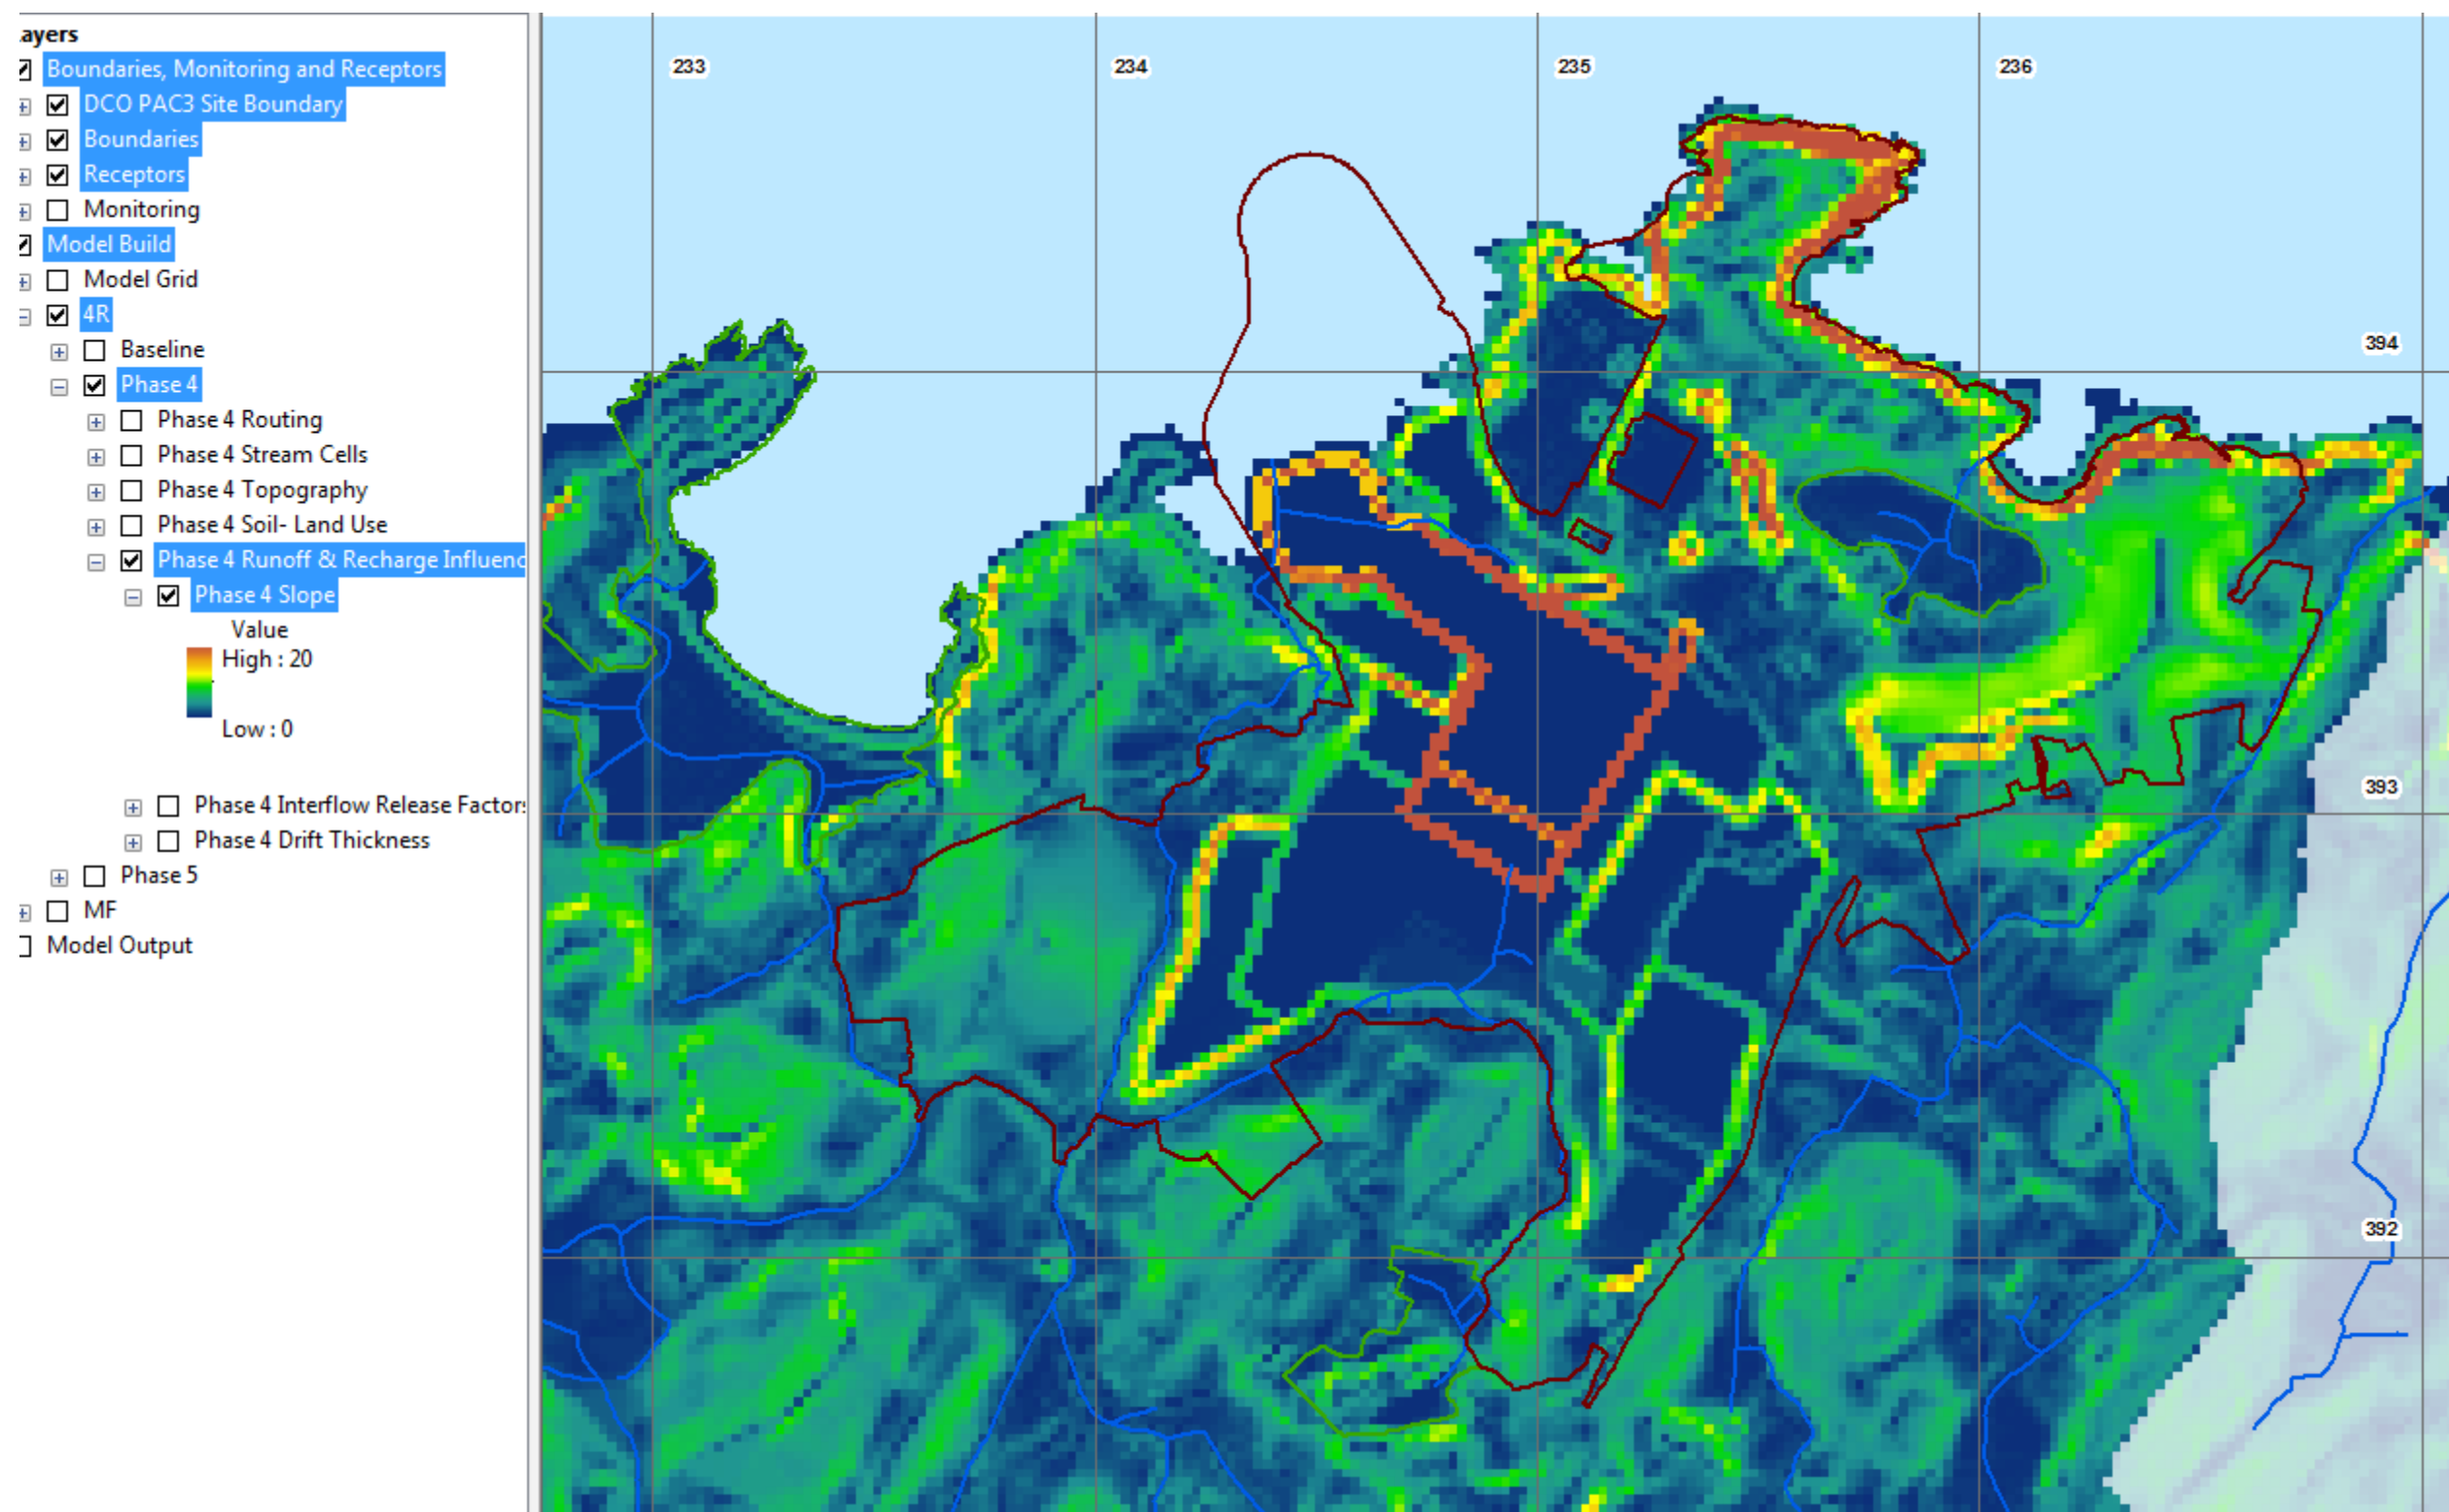 ayers
Boundaries, Monitoring and Receptors
DCO PAC3 Site Boundary
Boundaries
Receptors
Monitoring
Model Build
Model Grid
4R
Baseline
Phase 4
Phase 4 Routing
Phase 4 Stream Cells
Phase 4 Topography
Phase 4 Soil- Land Use
Phase 4 Runoff & Recharge Influenc
Phase 4 Slope
Value
High : 20
Low : 0
Phase 4 Interflow Release Factors
Phase 4 Drift Thickness
Phase 5
MF
Model Output
233
234
235
236
394
393
392